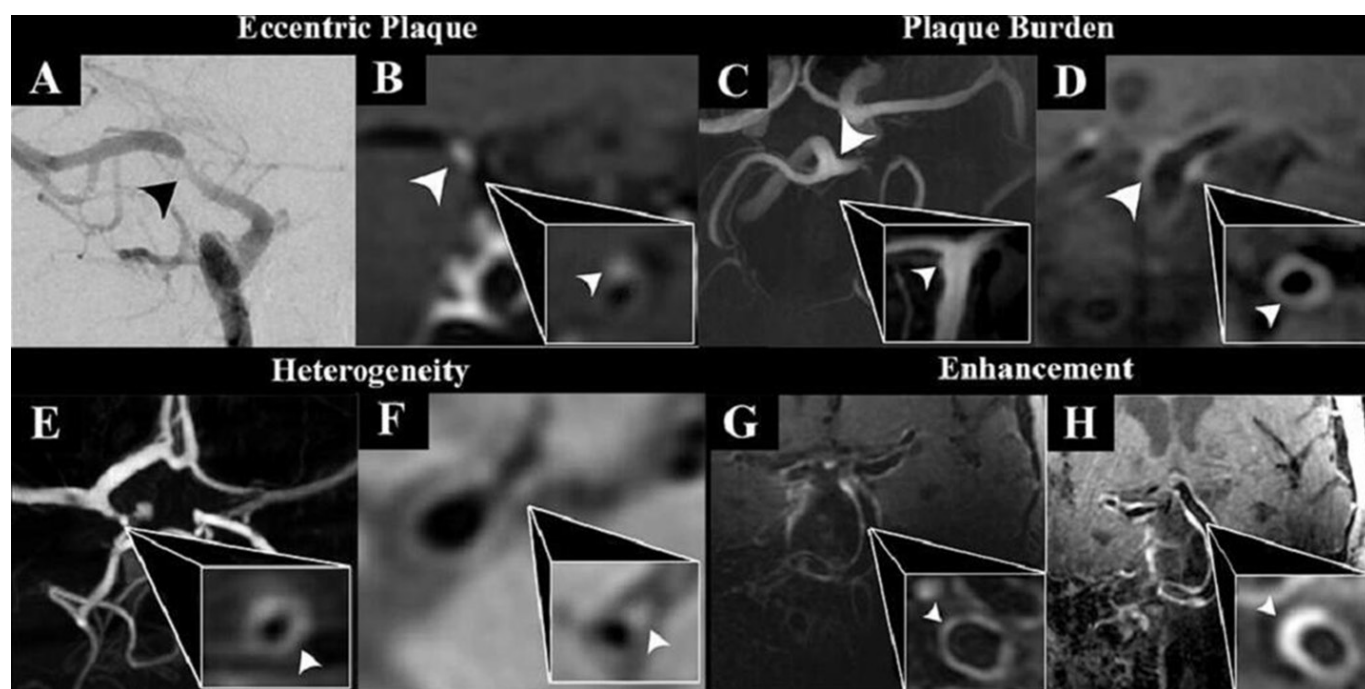 Eccentric Plaque
Plaque Burden
A
B
C
D
Heterogeneity
Enhancement
E
F
G
H